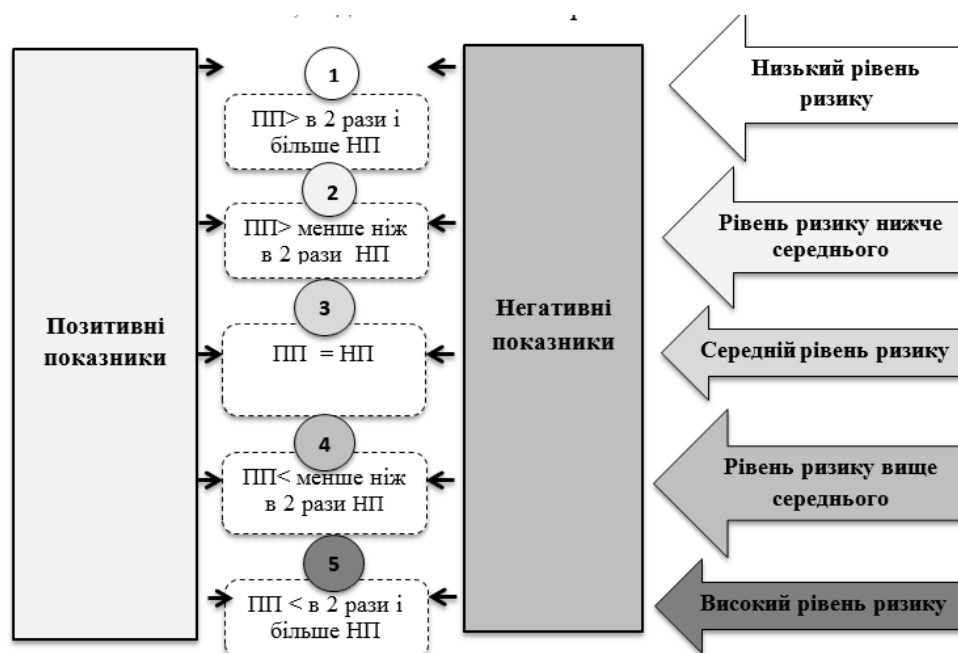 Позитивні
показники
1
ПП> в 2 рази і
більше НП
2
ПП> менше ніж
в 2 рази НП
3
ПП = НП
4
ПП< менше ніж
в 2 рази НП
5
ПП < в 2 рази і
більше НП
Негативні
показники
Низький рівень
ризику
Рівень ризику нижче
середнього
Середній рівень ризику
Рівень ризику вище
середнього
Високий рівень ризику